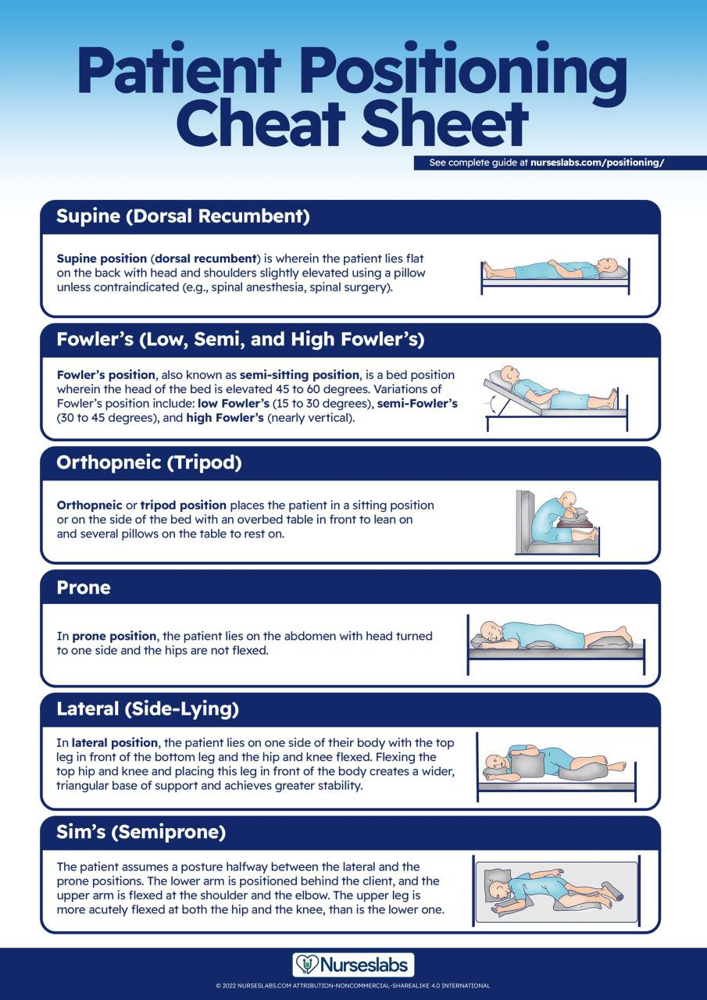 Patient Positioning
Cheat Sheet
See complete guide at nurseslabs.com/positioning/
Supine (Dorsal Recumbent)
Supine position (dorsal recumbent) is wherein the patient lies flat
on the back with head and shoulders slightly elevated using a pillow
unless contraindicated (e.g., spinal anesthesia, spinal surgery).
Fowler's (Low, Semi, and High Fowler's)
Fowler's position, also known as semi-sitting position, is a bed position
wherein the head of the bed is elevated 45 to 60 degrees. Variations of
Fowler's position include: low Fowler's (15 to 30 degrees), semi-Fowler's
(30 to 45 degrees), and high Fowler's (nearly vertical).
Orthopneic (Tripod)
Orthopneic or tripod position places the patient in a sitting position
or on the side of the bed with an overbed table in front to lean on
and several pillows on the table to rest on.
Prone
In prone position, the patient lies on the abdomen with head turned
to one side and the hips are not flexed.
Lateral (Side-Lying)
In lateral position, the patient lies on one side of their body with the top
leg in front of the bottom leg and the hip and knee flexed. Flexing the
top hip and knee and placing this leg in front of the body creates a wider,
triangular base of support and achieves greater stability.
Sim's (Semiprone)
The patient assumes a posture halfway between the lateral and the
prone positions. The lower arm is positioned behind the client, and the
upper arm is flexed at the shoulder and the elbow. The upper leg is
more acutely flexed at both the hip and the knee, than is the lower one.
Nurseslabs
© 2022 NURSESLABS.COM ATTRIBUTION-NONCOMMERCIAL-SHAREALIKE 4.0 INTERNATIONAL